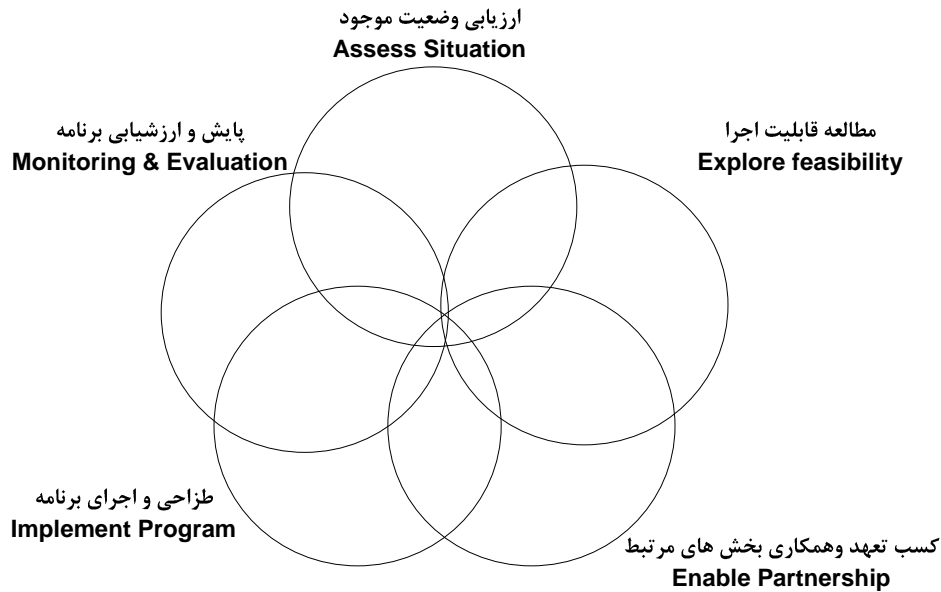 ارزیابی وضعیت موجود
Assess Situation
پایش و ارزشیابی برنامه
Monitoring & Evaluation
مطالعه قابلیت اجرا
Explore feasibility
طزاحی و اجرای برنامه
Implement Program
کسب تعهد وهمکاری بخش های مرتبط
Enable Partnership